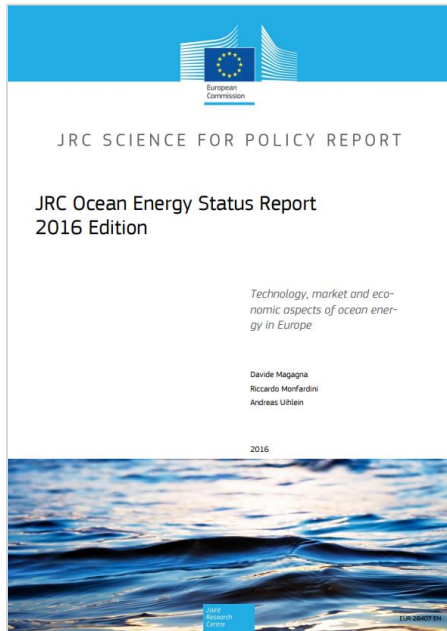 European
Commission
JRC SCIENCE FOR POLICY REPORT
JRC Ocean Energy Status Report
2016 Edition
Technology, market and eco-
nomic aspects of ocean ener-
gy in Europe
Davide Magagna
Riccardo Monfardini
Andreas Uihlein
2016
Joint
Research
Centre
EUR 28407 EN